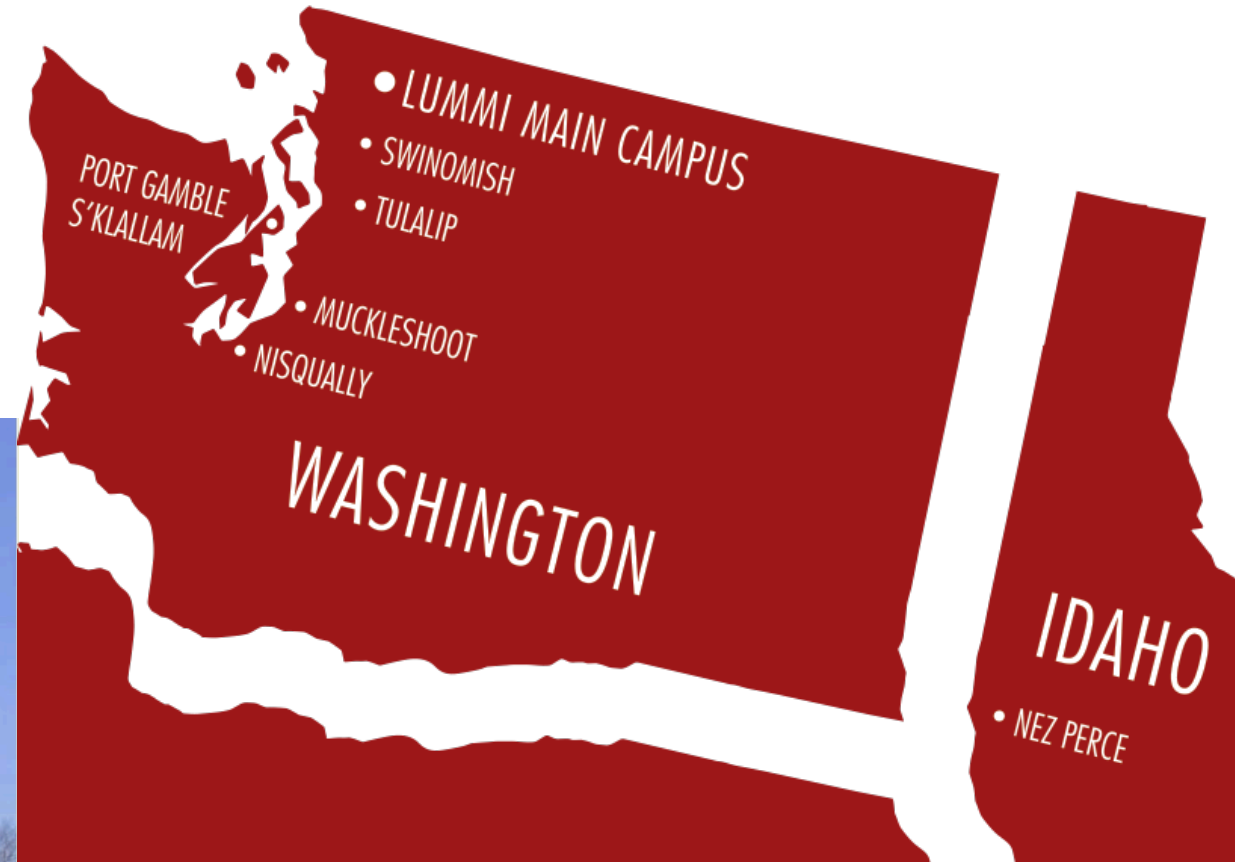 LUMMI MAIN CAMPUS
SWINOMISH
TULALIP
PORT GAMBLE
S'KLALLAM
MUCKLESHOOT
NISQUALLY
WASHINGTON
IDAHO
NEZ PERCE